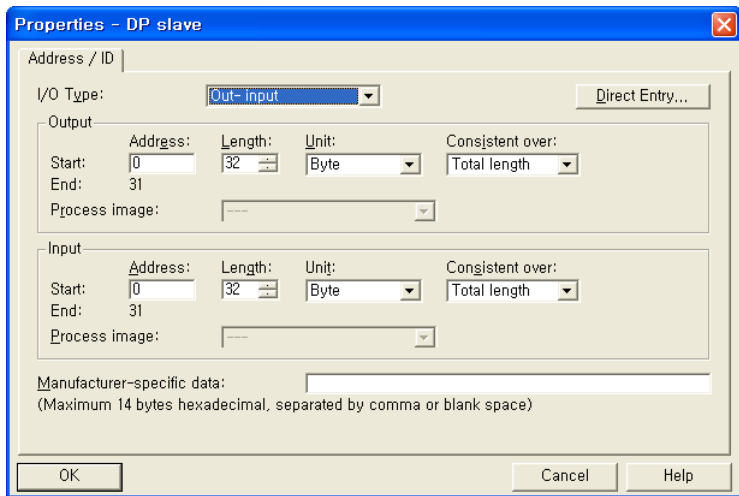 Properties - DP slave
Address / ID
I/O Type: Out- input Direct Entry...
Output
Address: Length: Unit: Consistent over:
Start: 0 32 Byte Total length
End: 31
Process image: ---
Input
Address: Length: Unit: Consistent over:
Start: 0 32 Byte Total length
End: 31
Process image: ---
Manufacturer-specific data:
(Maximum 14 bytes hexadecimal, separated by comma or blank space)
OK Cancel Help